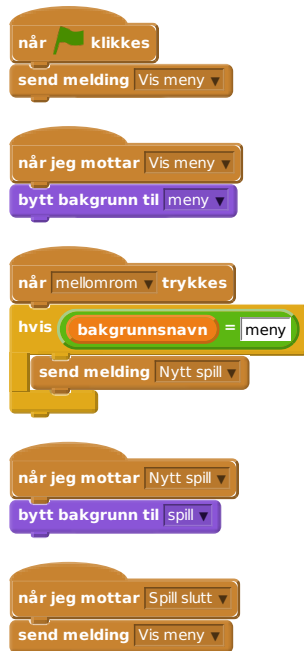 når klikkes
send melding Vis meny
når jeg mottar Vis meny
bytt bakgrunn til meny
når mellomrom trykkes
hvis bakgrunnsnavn = meny
send melding Nytt spill
når jeg mottar Nytt spill
bytt bakgrunn til spill
når jeg mottar Spill slutt
send melding Vis meny